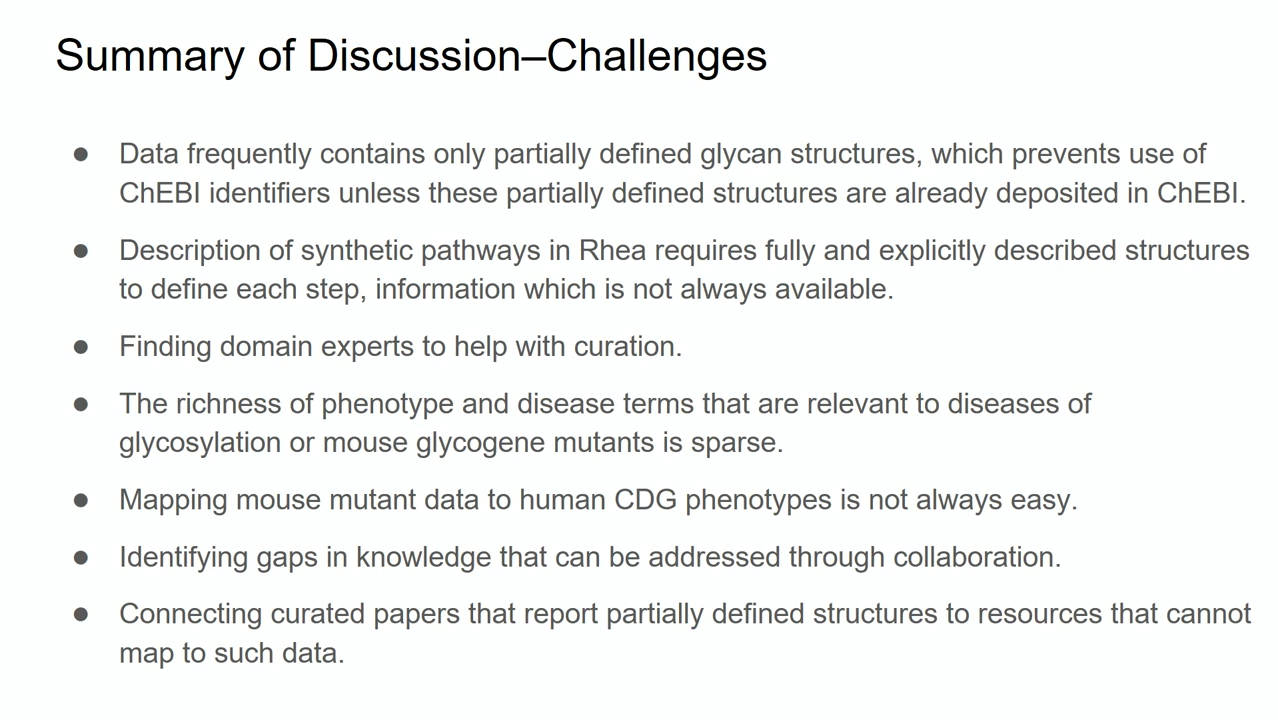 Summary of Discussion–Challenges
● Data frequently contains only partially defined glycan structures, which prevents use of
ChEBI identifiers unless these partially defined structures are already deposited in ChEBI.
● Description of synthetic pathways in Rhea requires fully and explicitly described structures
to define each step, information which is not always available.
● Finding domain experts to help with curation.
● The richness of phenotype and disease terms that are relevant to diseases of
glycosylation or mouse glycogene mutants is sparse.
● Mapping mouse mutant data to human CDG phenotypes is not always easy.
● Identifying gaps in knowledge that can be addressed through collaboration.
● Connecting curated papers that report partially defined structures to resources that cannot
map to such data.